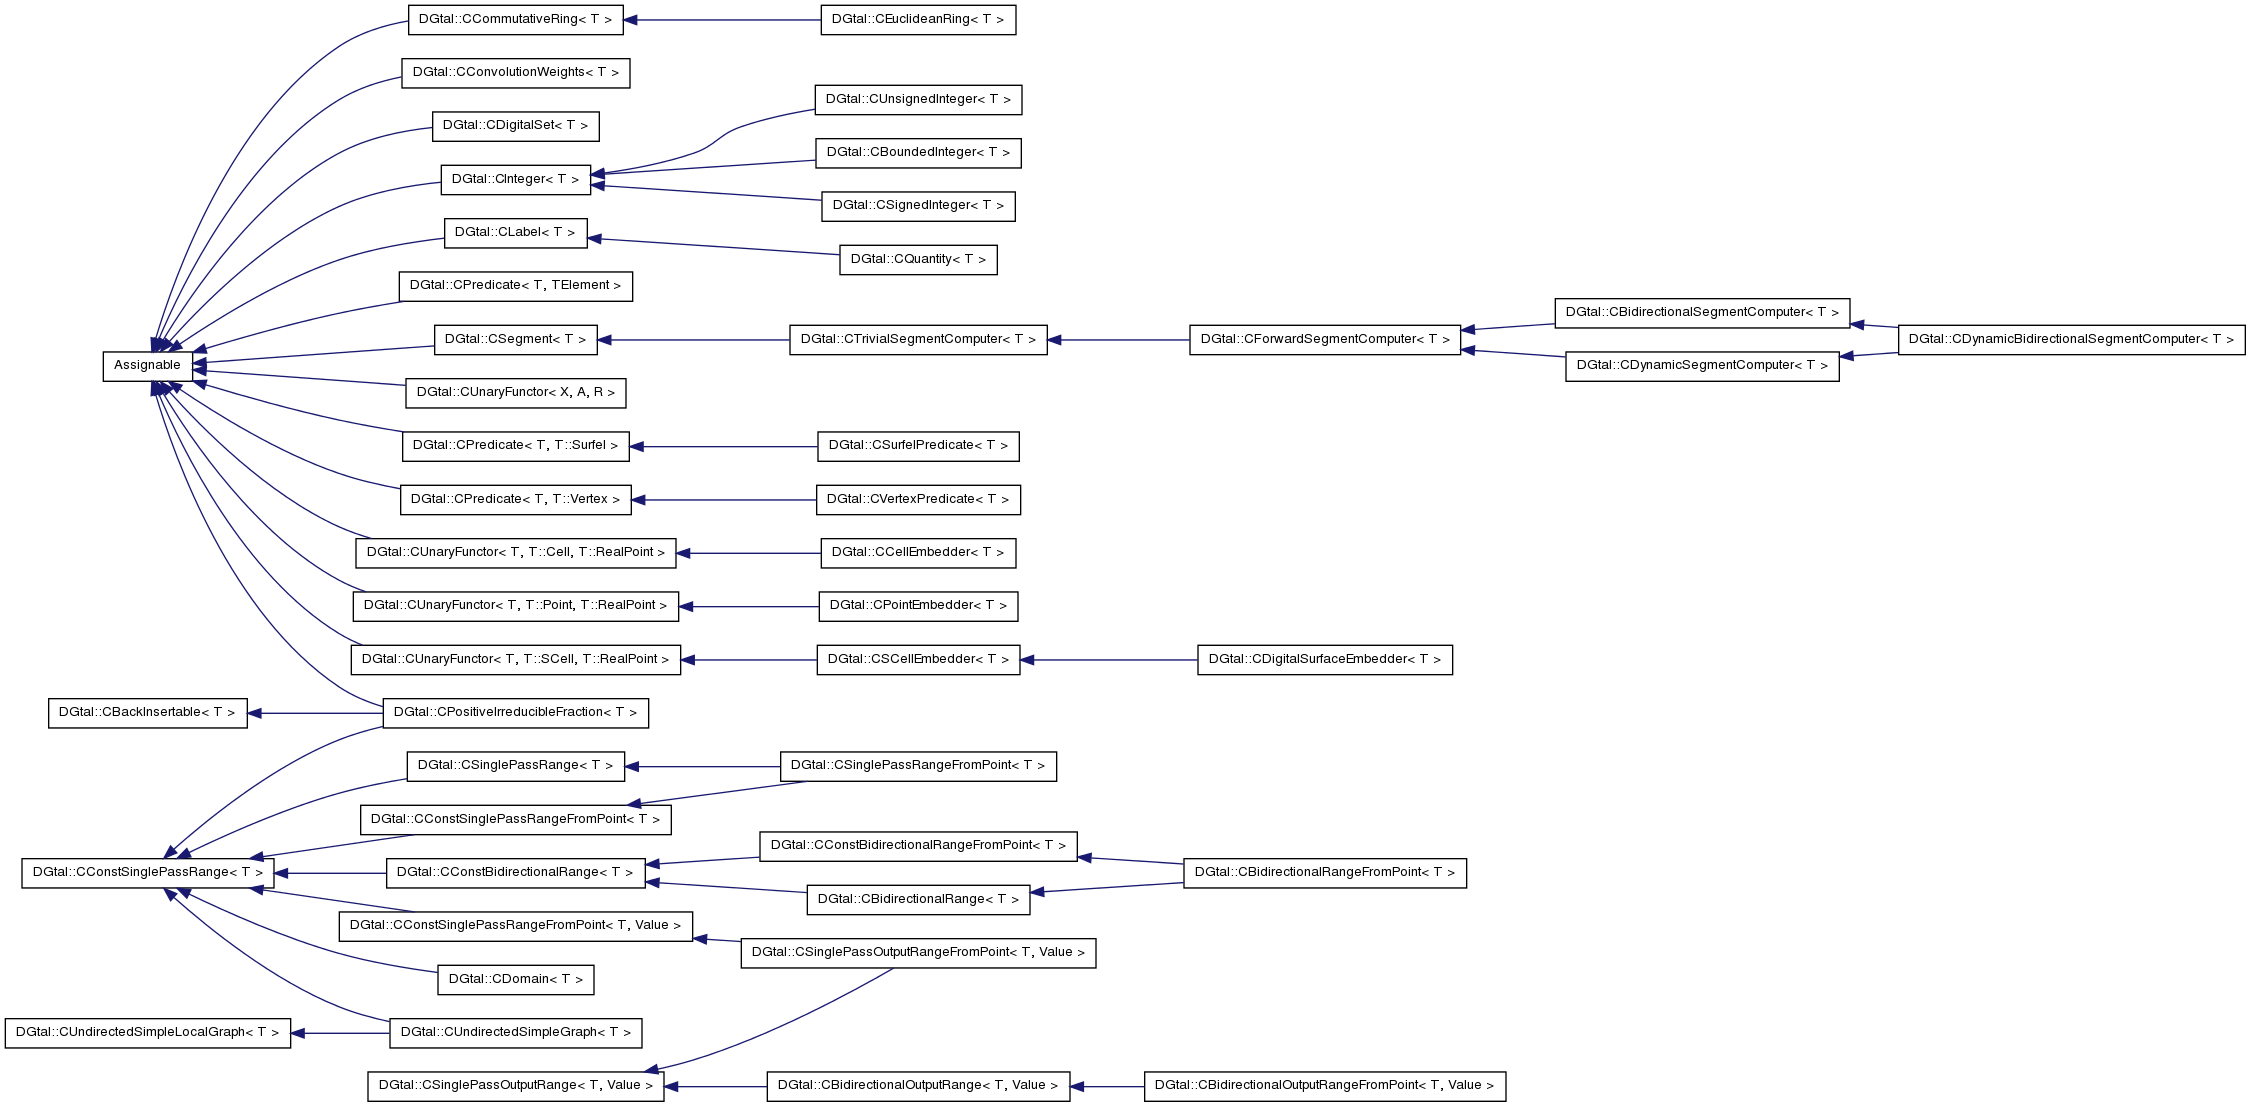 DGtal::CCommutativeRing< T >
DGtal::CEuclideanRing< T >
DGtal::CConvolutionWeights< T >
DGtal::CUnsignedInteger< T >
DGtal::CDigitalSet< T >
DGtal::CBoundedInteger< T >
DGtal::CInteger< T >
DGtal::CSignedInteger< T >
DGtal::CLabel< T >
DGtal::CQuantity< T >
DGtal::CPredicate< T, TElement >
DGtal::CBidirectionalSegmentComputer< T >
DGtal::CSegment< T >
DGtal::CTrivialSegmentComputer< T >
DGtal::CForwardSegmentComputer< T >
DGtal::CDynamicBidirectionalSegmentComputer< T >
Assignable
DGtal::CDynamicSegmentComputer< T >
DGtal::CUnaryFunctor< X, A, R >
DGtal::CPredicate< T, T::Surfel >
DGtal::CSurfelPredicate< T >
DGtal::CPredicate< T, T::Vertex >
DGtal::CVertexPredicate< T >
DGtal::CUnaryFunctor< T, T::Cell, T::RealPoint >
DGtal::CCellEmbedder< T >
DGtal::CUnaryFunctor< T, T::Point, T::RealPoint >
DGtal::CPointEmbedder< T >
DGtal::CUnaryFunctor< T, T::SCell, T::RealPoint >
DGtal::CSCellEmbedder< T >
DGtal::CDigitalSurfaceEmbedder< T >
DGtal::CBackInsertable< T >
DGtal::CPositiveIrreducibleFraction< T >
DGtal::CSinglePassRange< T >
DGtal::CSinglePassRangeFromPoint< T >
DGtal::CConstSinglePassRangeFromPoint< T >
DGtal::CConstBidirectionalRangeFromPoint< T >
DGtal::CConstSinglePassRange< T >
DGtal::CConstBidirectionalRange< T >
DGtal::CBidirectionalRangeFromPoint< T >
DGtal::CBidirectionalRange< T >
DGtal::CConstSinglePassRangeFromPoint< T, Value >
DGtal::CSinglePassOutputRangeFromPoint< T, Value >
DGtal::CDomain< T >
DGtal::CUndirectedSimpleLocalGraph< T >
DGtal::CUndirectedSimpleGraph< T >
DGtal::CSinglePassOutputRange< T, Value >
DGtal::CBidirectionalOutputRange< T, Value >
DGtal::CBidirectionalOutputRangeFromPoint< T, Value >